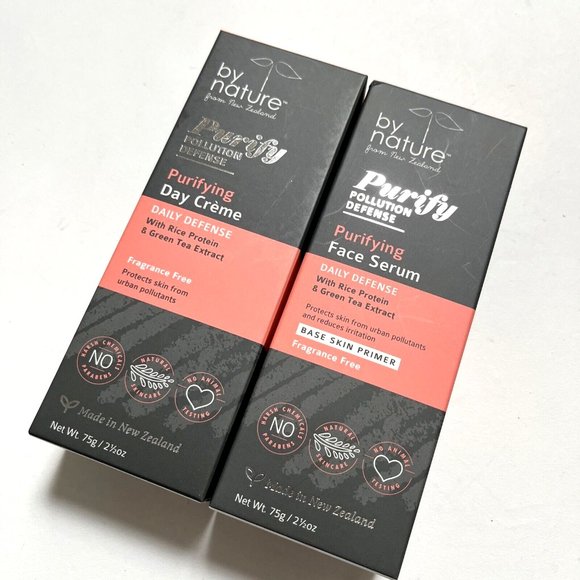 by
nature™
from New Zealand
Purify
POLLUTION
DEFENSE
Purifying
Day Crème
DAILY DEFENSE
With Rice Protein
& Green Tea Extract
Fragrance Free
Protects skin from
urban pollutants
HARSH CHEMICALS
NO
PARABENS
NATURAL
SKINCARE
NO ANIMAL
TESTING
Made in New Zealand
Net Wt. 75g / 2½oz
by
nature™
from New Zealand
Purify
POLLUTION
DEFENSE
Purifying
Face Serum
DAILY DEFENSE
With Rice Protein
& Green Tea Extract
Protects skin from urban pollutants
and reduces irritation
BASE SKIN PRIMER
Fragrance Free
HARSH CHEMICALS
NO
PARABENS
NATURAL
SKINCARE
NO ANIMAL
TESTING
Made in New Zealand
Net Wt. 75g / 2½oz